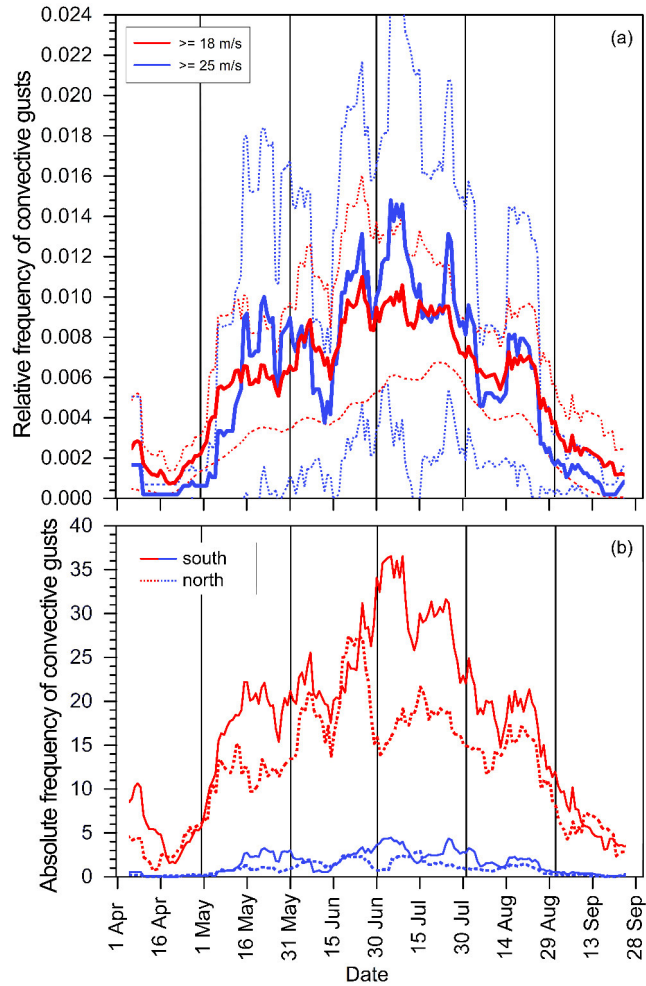 (a)
>= 18 m/s
>= 25 m/s
Relative frequency of convective gusts
0.024
0.022
0.020
0.018
0.016
0.014
0.012
0.010
0.008
0.006
0.004
0.002
0.000
(b)
south
north
Absolute frequency of convective gusts
40
35
30
25
20
15
10
5
0
1 Apr
16 Apr
1 May
16 May
31 May
15 Jun
30 Jun
15 Jul
30 Jul
14 Aug
29 Aug
13 Sep
28 Sep
Date